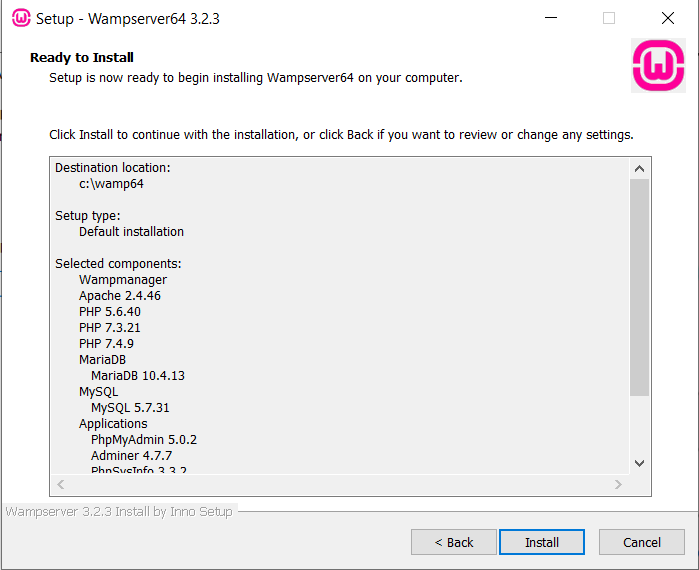 Setup - Wampserver64 3.2.3
Ready to Install
Setup is now ready to begin installing Wampserver64 on your computer.
Click Install to continue with the installation, or click Back if you want to review or change any settings.
Destination location:
c:\wamp64
Setup type:
Default installation
Selected components:
Wampmanager
Apache 2.4.46
PHP 5.6.40
PHP 7.3.21
PHP 7.4.9
MariaDB
MariaDB 10.4.13
MySQL
MySQL 5.7.31
Applications
PhpMyAdmin 5.0.2
Adminer 4.7.7
PhpSysInfo 3.3.2
Wampserver 3.2.3 Install by Inno Setup
< Back
Install
Cancel